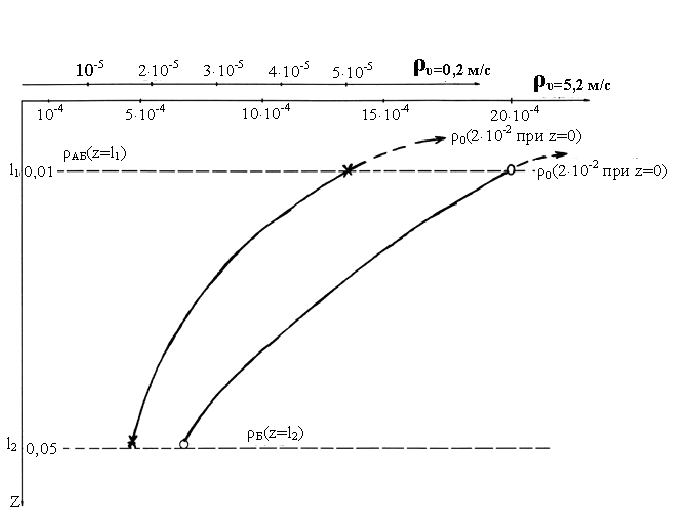 10⁻⁵ 2·10⁻⁵ 3·10⁻⁵ 4·10⁻⁵ 5·10⁻⁵ ρυ=0,2 м/с
ρυ=5,2 м/с
10⁻⁴ 5·10⁻⁴ 10·10⁻⁴ 15·10⁻⁴ 20·10⁻⁴
ρ₀(2·10⁻² при z=0)
ρАБ(z=l₁)
l₁ 0,01
ρ₀(2·10⁻² при z=0)
ρБ(z=l₂)
l₂ 0,05
Z